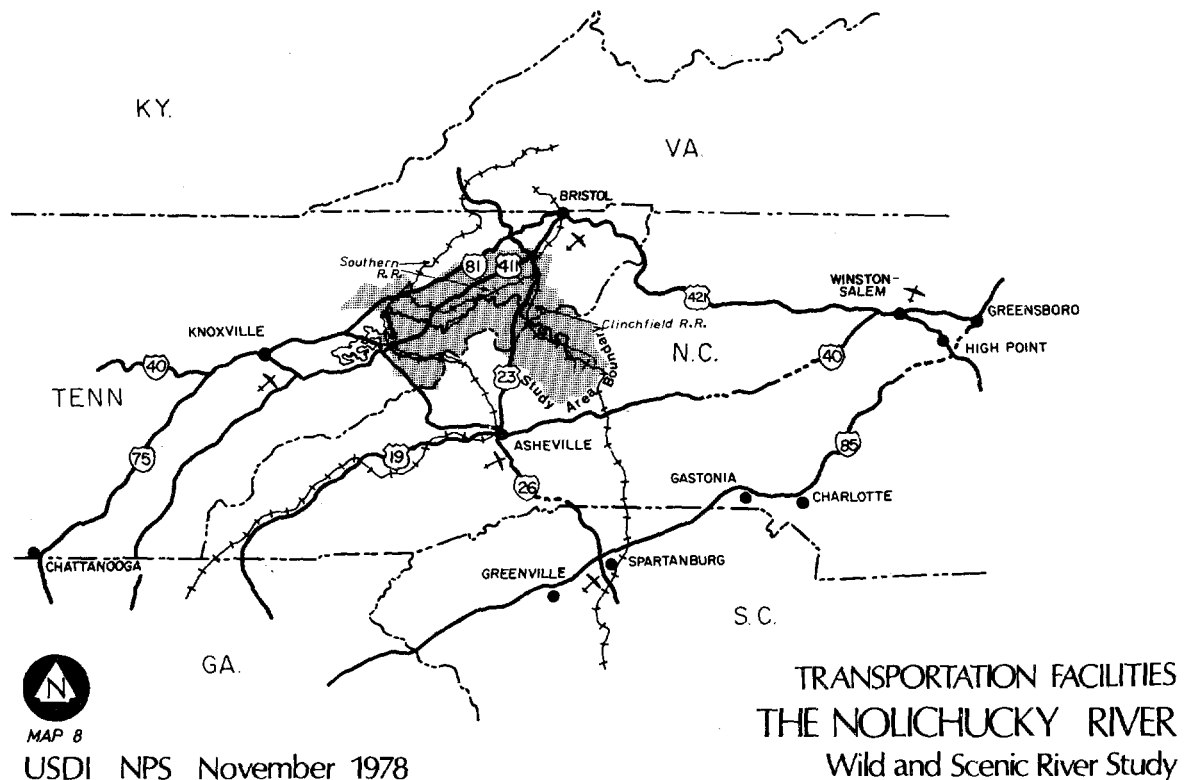 KY.
VA.
BRISTOL
Southern
R.R.
81
411
421
WINSTON-
SALEM
GREENSBORO
Clinchfield R.R.
KNOXVILLE
N.C.
HIGH POINT
40
40
TENN
23
Study Area Boundary
ASHEVILLE
75
19
85
26
GASTONIA
CHARLOTTE
CHATTANOOGA
GREENVILLE
SPARTANBURG
S.C.
GA.
N
MAP 8
USDI NPS November 1978
TRANSPORTATION FACILITIES
THE NOLICHUCKY RIVER
Wild and Scenic River Study